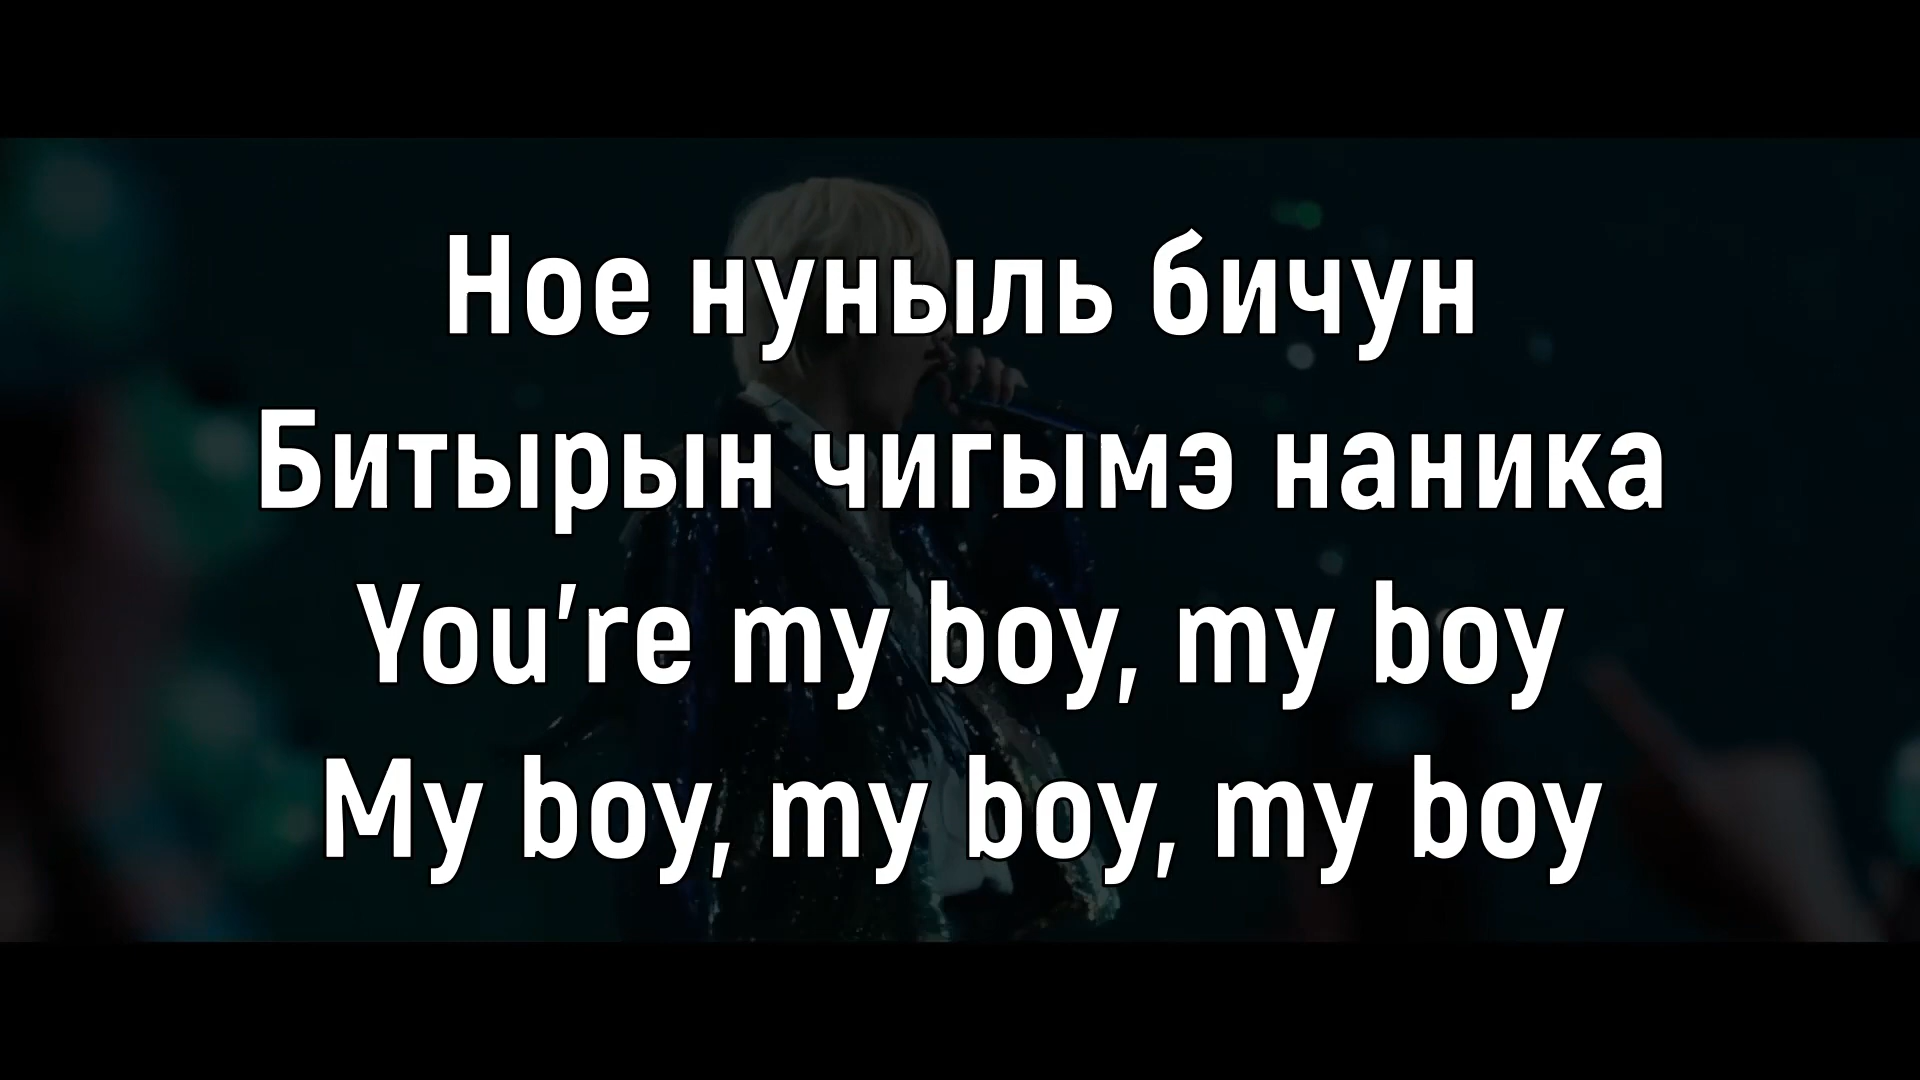 Ное нуныль бичун
Битырын чигымэ наника
You’re my boy, my boy
My boy, my boy, my boy